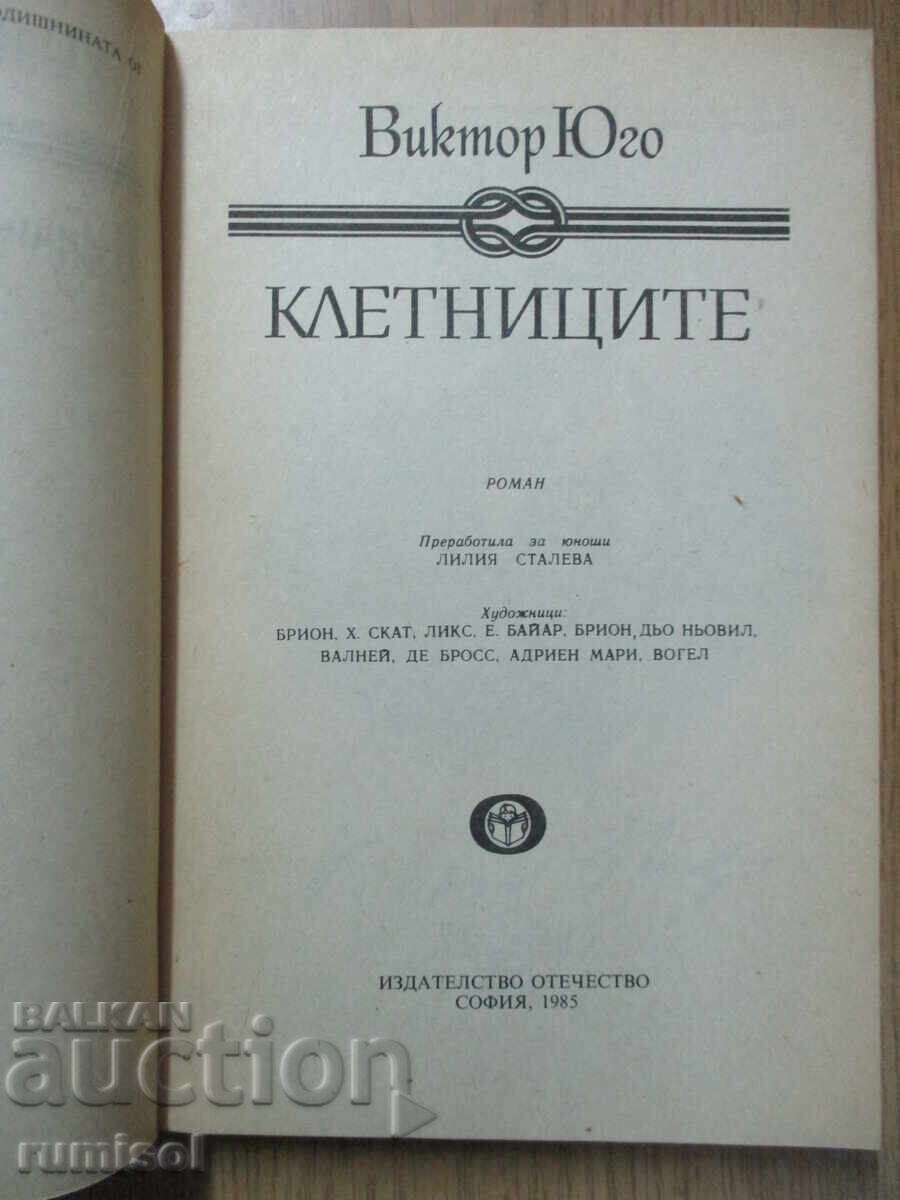 Виктор Юго
КЛЕТНИЦИТЕ
РОМАН
Преработила за юноши
ЛИЛИЯ СТАЛЕВА
Художници:
БРИОН, Х. СКАТ, ЛИКС, Е. БАЙАР, БРИОН, ДЬО НЬОВИЛ,
ВАЛНЕЙ, ДЕ БРОСС, АДРИЕН МАРИ, ВОГЕЛ
ИЗДАТЕЛСТВО ОТЕЧЕСТВО
СОФИЯ, 1985
BALKAN
auction
rumisol